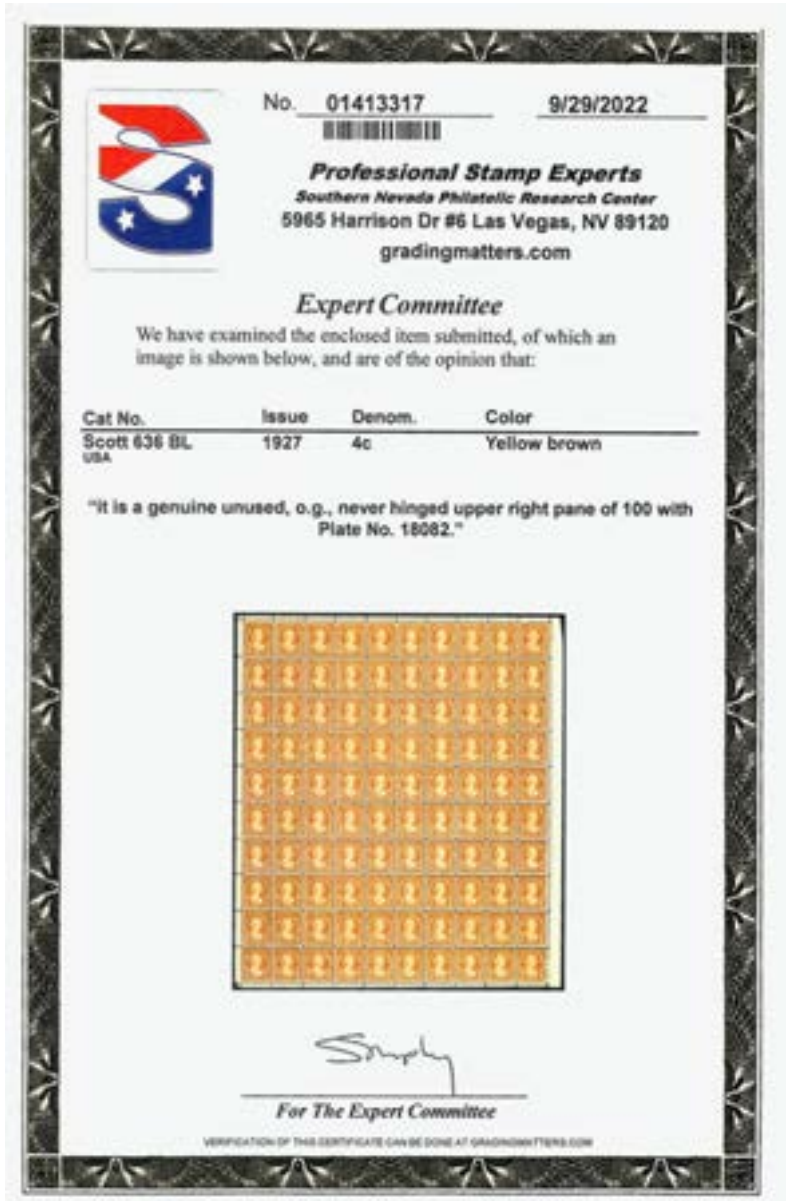 No. 01413317 9/29/2022
Professional Stamp Experts
Southern Nevada Philatelic Research Center
5965 Harrison Dr #6 Las Vegas, NV 89120
gradingmatters.com
Expert Committee
We have examined the enclosed item submitted, of which an
image is shown below, and are of the opinion that:
Cat No. Issue Denom. Color
Scott 636 BL 1927 4c Yellow brown
USA
"it is a genuine unused, o.g., never hinged upper right pane of 100 with
Plate No. 18082."
For The Expert Committee
VERIFICATION OF THIS CERTIFICATE CAN BE DONE AT GRADINGMATTERS.COM